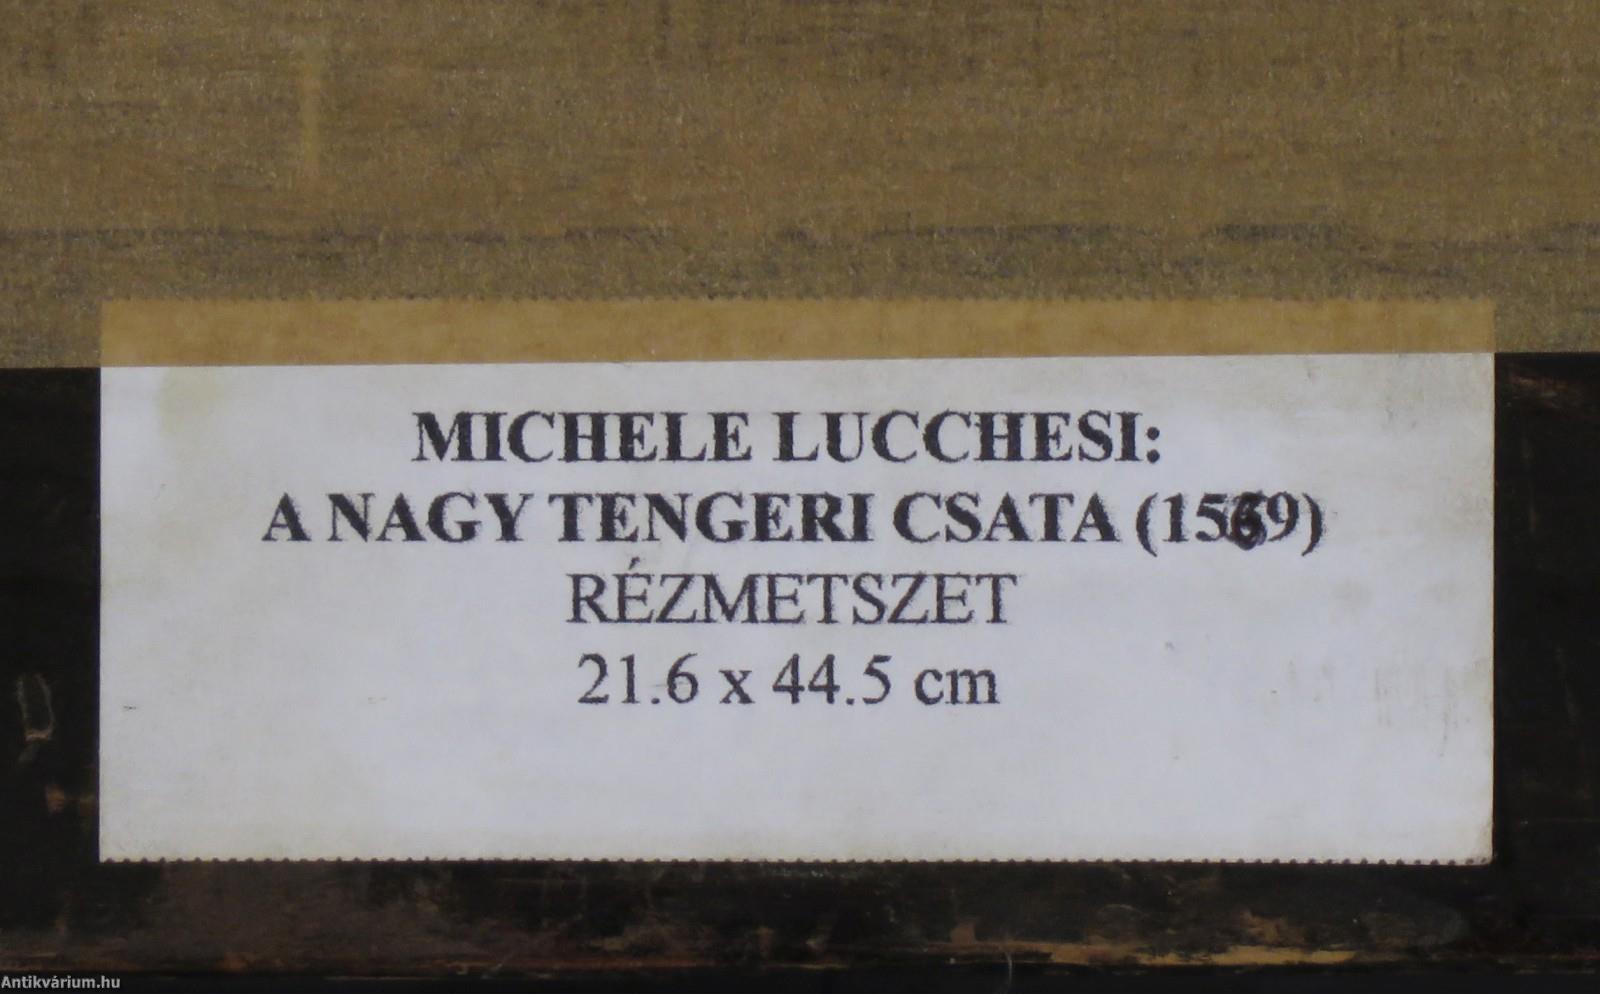 MICHELE LUCCHESI:
A NAGY TENGERI CSATA (1569)
RÉZMETSZET
21.6 x 44.5 cm
Antikvárium.hu